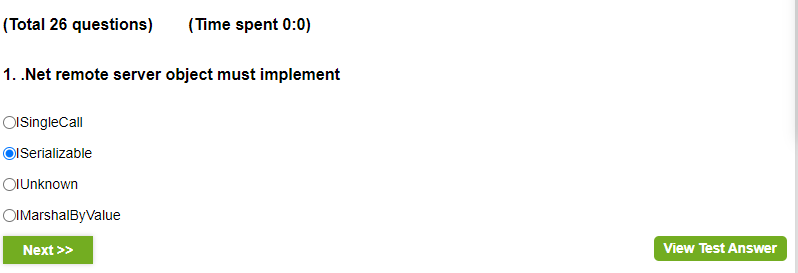 (Total 26 questions) (Time spent 0:0)
1. .Net remote server object must implement
ISingleCall
ISerializable
IUnknown
IMarshalByValue
Next >> View Test Answer